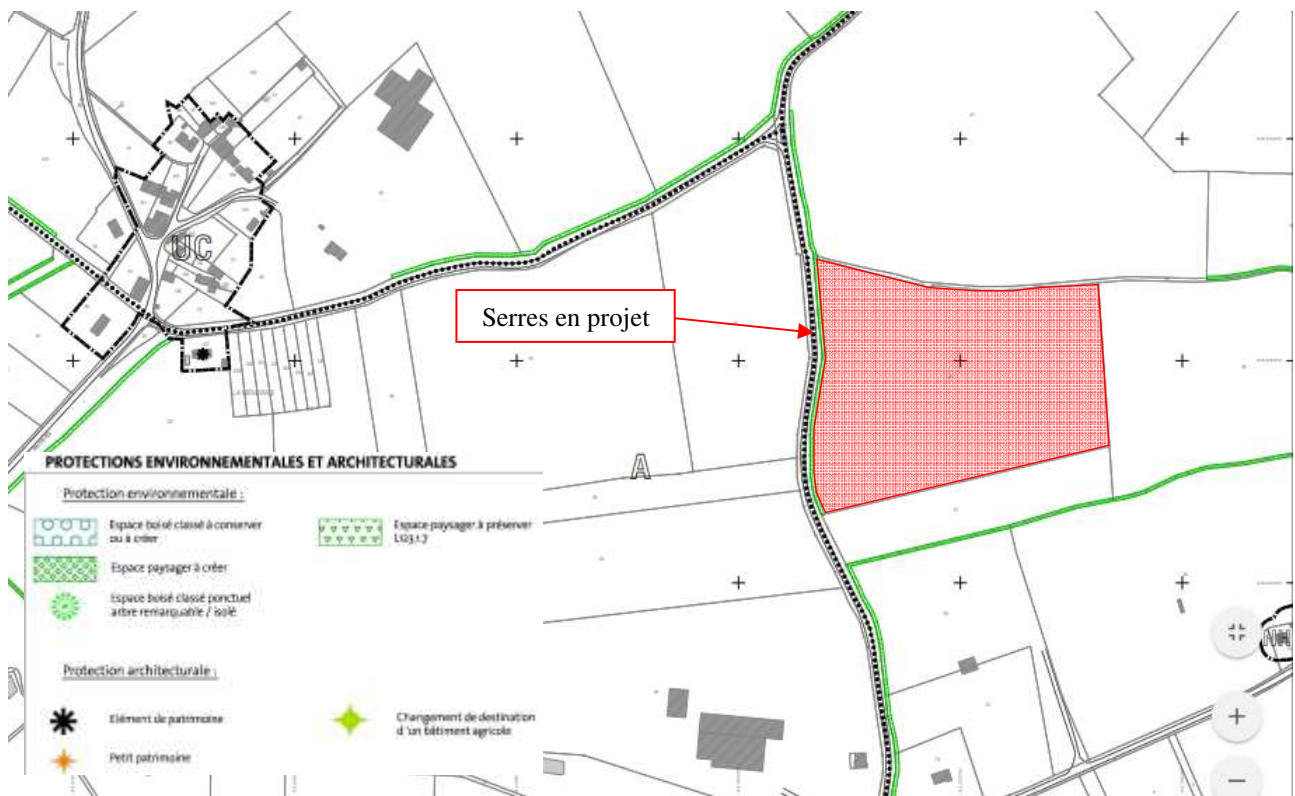 UC
Serres en projet
A
NH
PROTECTIONS ENVIRONNEMENTALES ET ARCHITECTURALES
Protection environnementale :
Espace boisé classé à conserver
ou à créer
Espace paysager à préserver
L123.1.7
Espace paysager à créer
Espace boisé classé ponctuel
arbre remarquable / isolé
Protection architecturale :
Elément de patrimoine
Changement de destination
d'un bâtiment agricole
Petit patrimoine